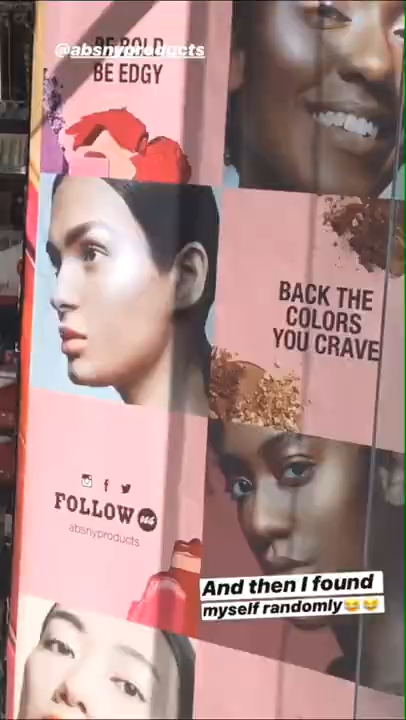 BE BOLD
@absnyproducts
BE EDGY
BACK THE
COLORS
YOU CRAVE
FOLLOW us
absnyproducts
And then I found
myself randomly😂😂